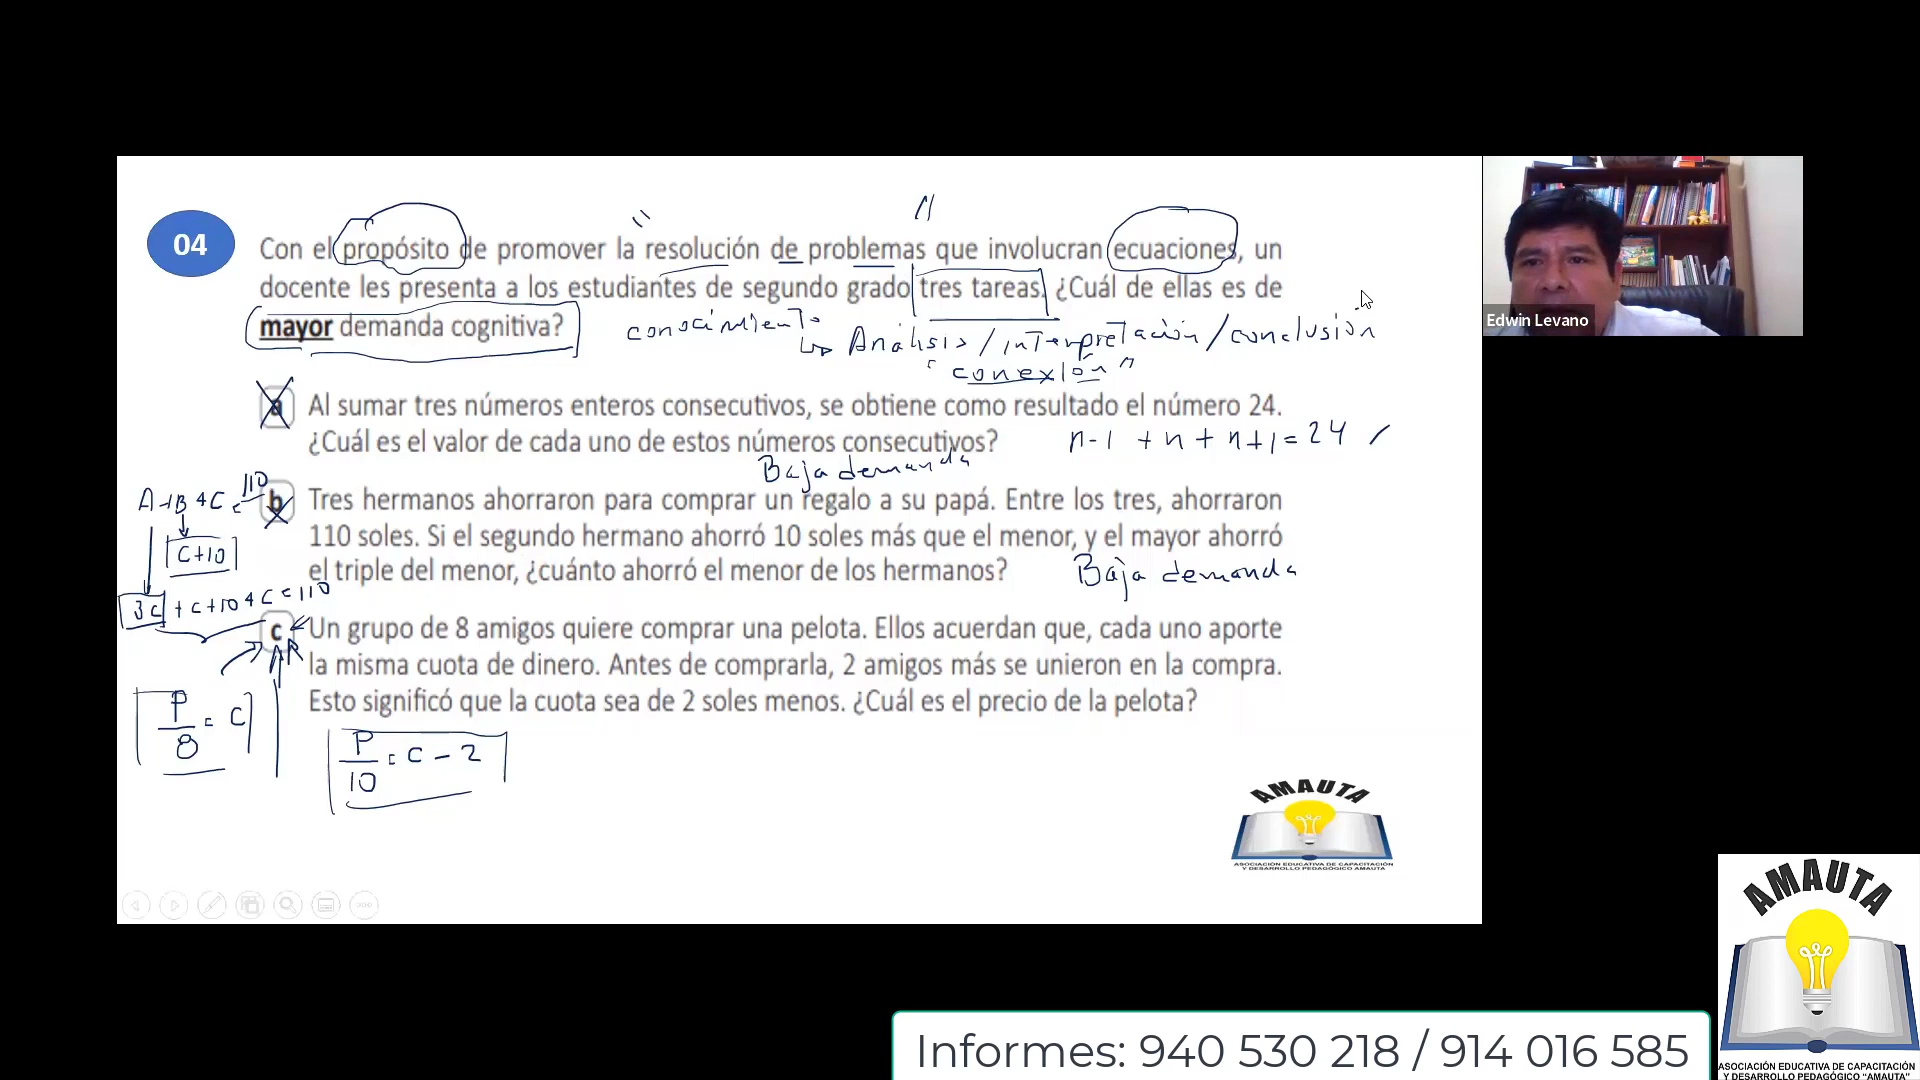 04
Con el propósito de promover la resolución de problemas que involucran ecuaciones, un
docente les presenta a los estudiantes de segundo grado tres tareas. ¿Cuál de ellas es de
mayor demanda cognitiva?
conocimiento
Análisis / interpretación / conclusión
" conexión "
a Al sumar tres números enteros consecutivos, se obtiene como resultado el número 24.
¿Cuál es el valor de cada uno de estos números consecutivos?
n-1 + n + n+1 = 24
Baja demanda
A+B+C = 110
C+10
3C + C+10+C = 110
b Tres hermanos ahorraron para comprar un regalo a su papá. Entre los tres, ahorraron
110 soles. Si el segundo hermano ahorró 10 soles más que el menor, y el mayor ahorró
el triple del menor, ¿cuánto ahorró el menor de los hermanos?
Baja demanda
c Un grupo de 8 amigos quiere comprar una pelota. Ellos acuerdan que, cada uno aporte
la misma cuota de dinero. Antes de comprarla, 2 amigos más se unieron en la compra.
Esto significó que la cuota sea de 2 soles menos. ¿Cuál es el precio de la pelota?
P/8 = C
P/10 = C - 2
AMAUTA
ASOCIACIÓN EDUCATIVA DE CAPACITACIÓN
Y DESARROLLO PEDAGÓGICO AMAUTA
Edwin Levano
AMAUTA
ASOCIACIÓN EDUCATIVA DE CAPACITACIÓN
Y DESARROLLO PEDAGÓGICO "AMAUTA"
Informes: 940 530 218 / 914 016 585